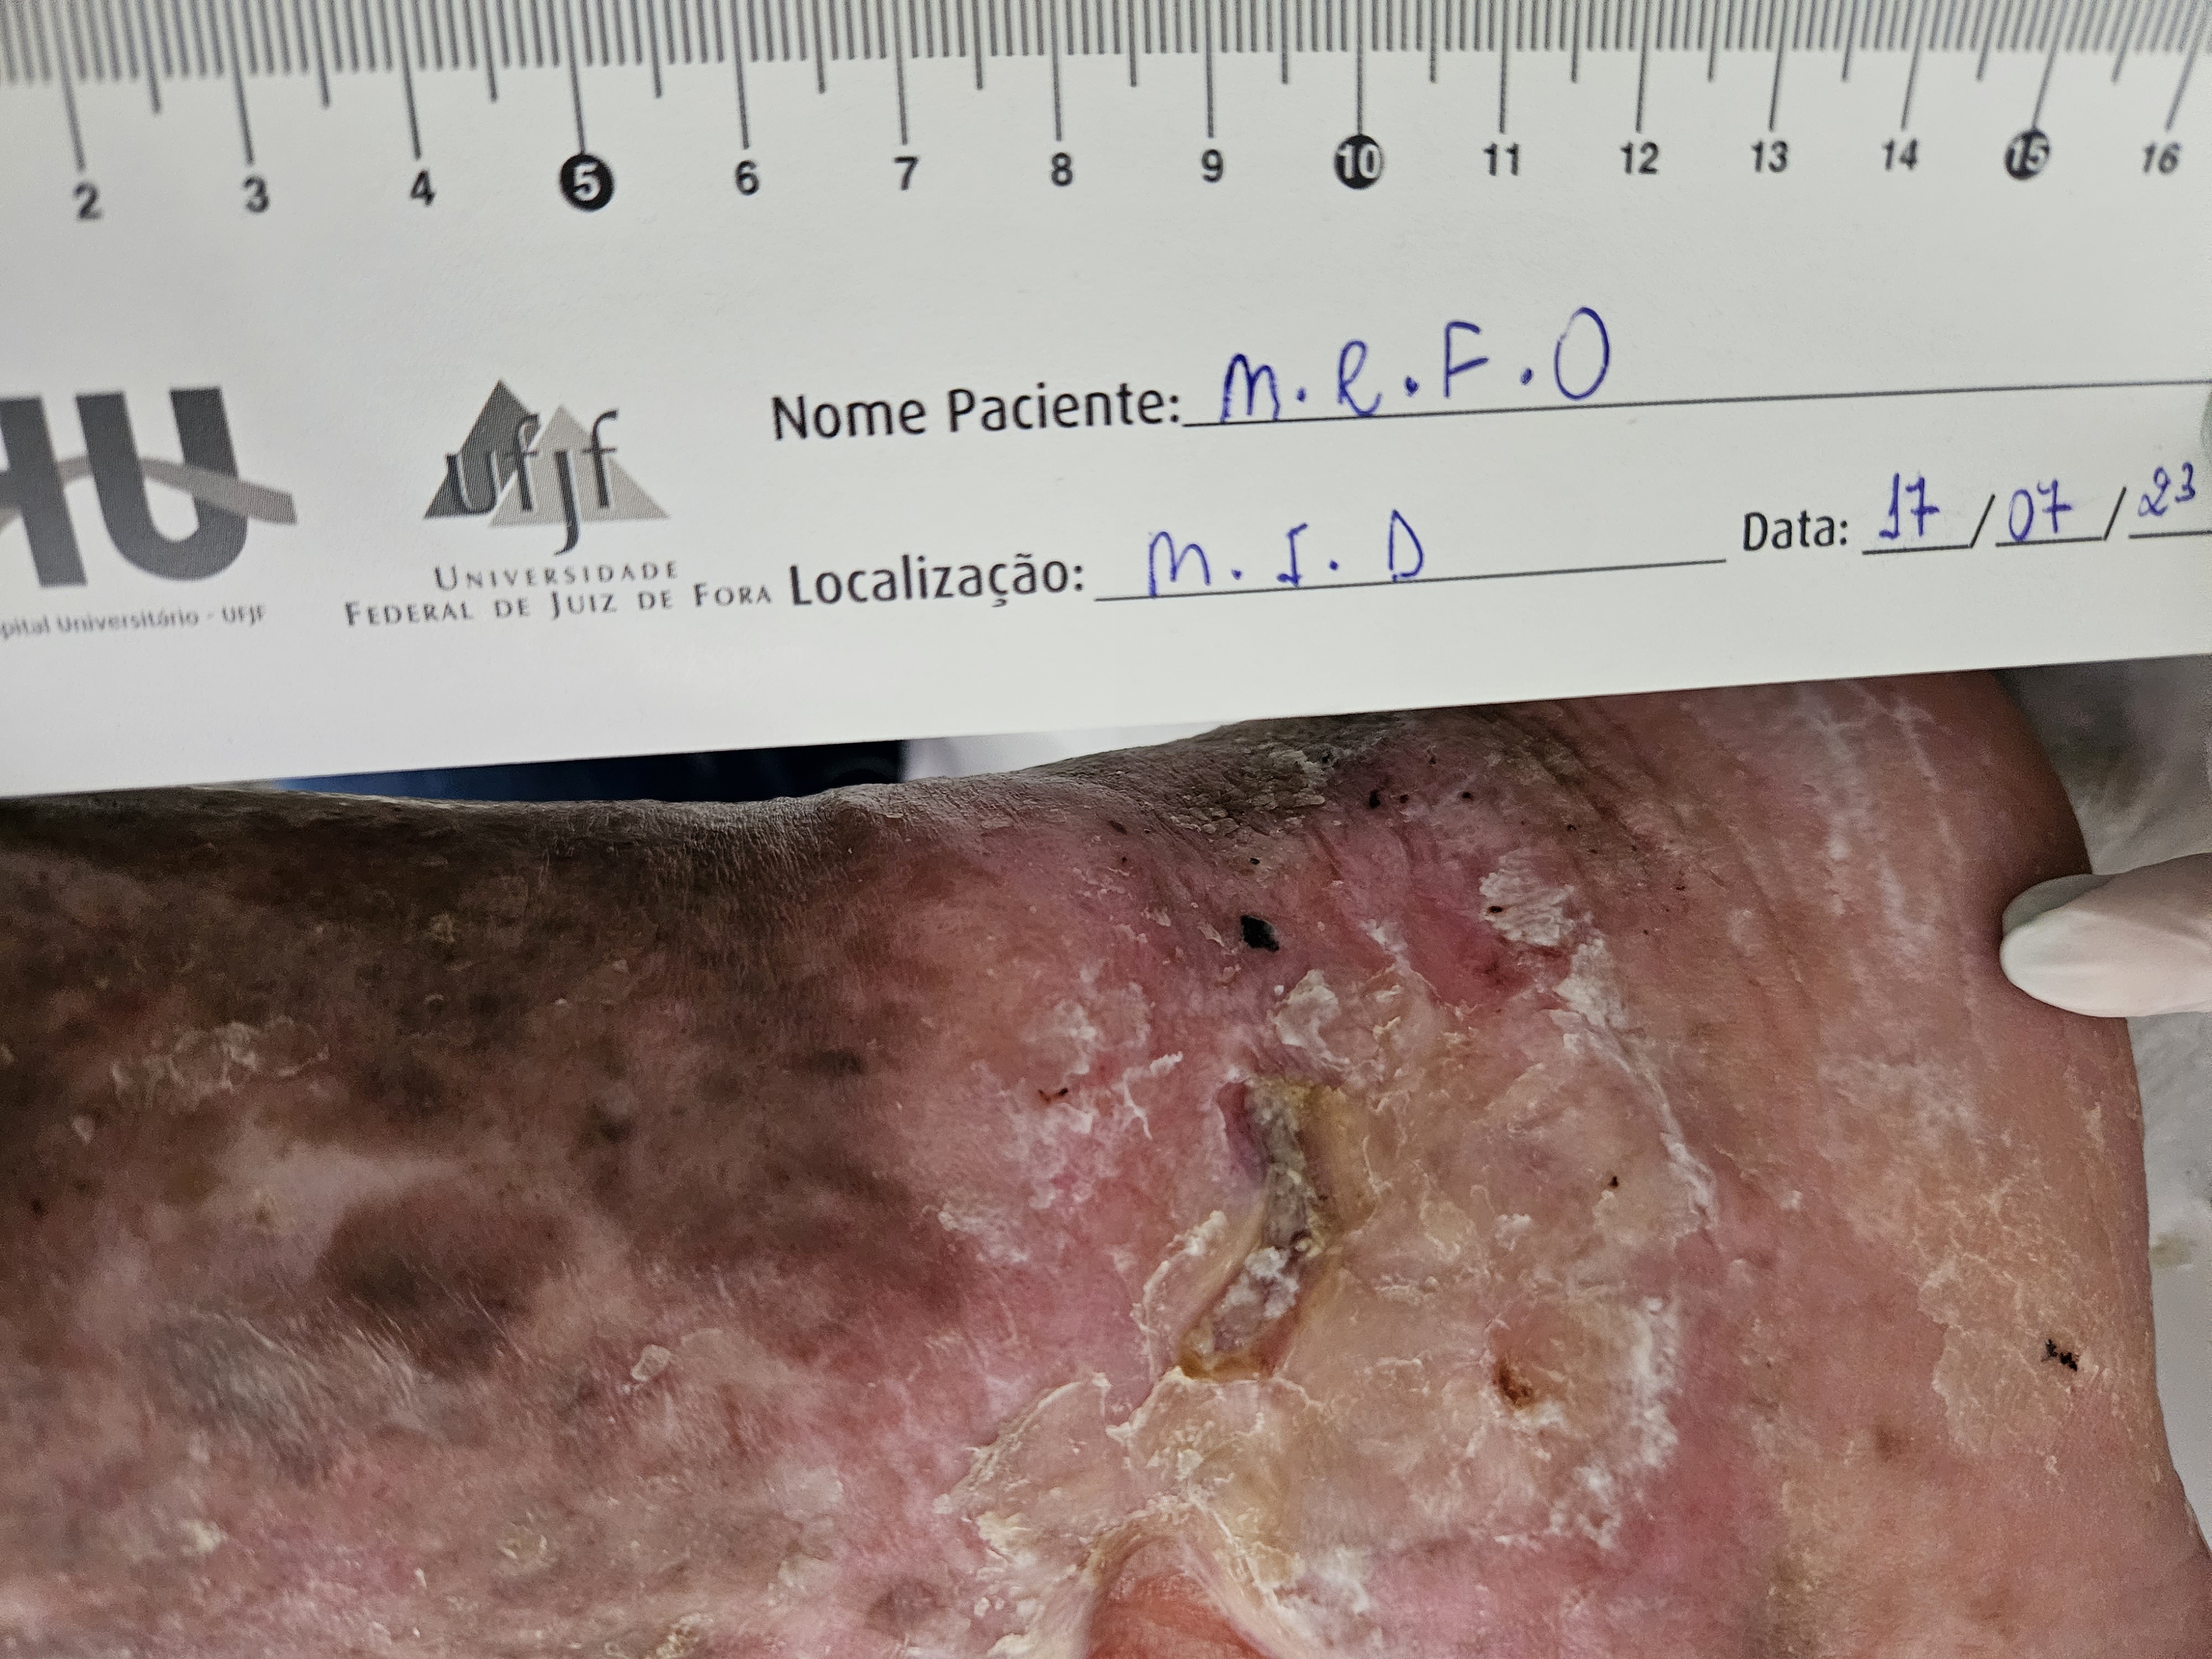 2 3 4 5 6 7 8 9 10 11 12 13 14 15 16
HU
ufjf
Nome Paciente: M.R.F.O
Localização: M.I.D
Data: 17/07/23
UNIVERSIDADE
FEDERAL DE JUIZ DE FORA
pital Universitário - UFJF